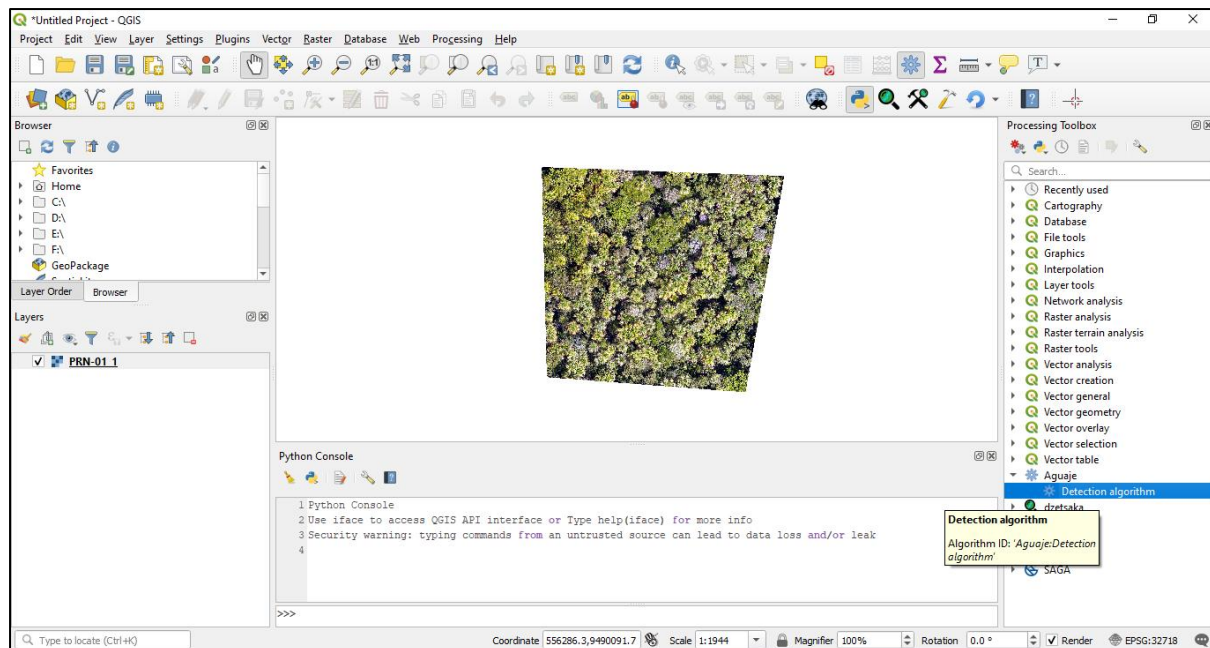 *Untitled Project - QGIS
Project Edit View Layer Settings Plugins Vector Raster Database Web Processing Help
Browser
Favorites
Home
C:\
D:\
E:\
F:\
GeoPackage
Layer Order Browser
Layers
PRN-01 1
Python Console
1 Python Console
2 Use iface to access QGIS API interface or Type help(iface) for more info
3 Security warning: typing commands from an untrusted source can lead to data loss and/or leak
4
>>>
Processing Toolbox
Search...
Recently used
Cartography
Database
File tools
Graphics
Interpolation
Layer tools
Network analysis
Raster analysis
Raster terrain analysis
Raster tools
Vector analysis
Vector creation
Vector general
Vector geometry
Vector overlay
Vector selection
Vector table
Aguaje
Detection algorithm
dzetsaka
Detection algorithm
Algorithm ID: 'Aguaje:Detection
algorithm'
SAGA
Type to locate (Ctrl+K) Coordinate 556286.3,9490091.7 Scale 1:1944 Magnifier 100% Rotation 0.0 ° Render EPSG:32718